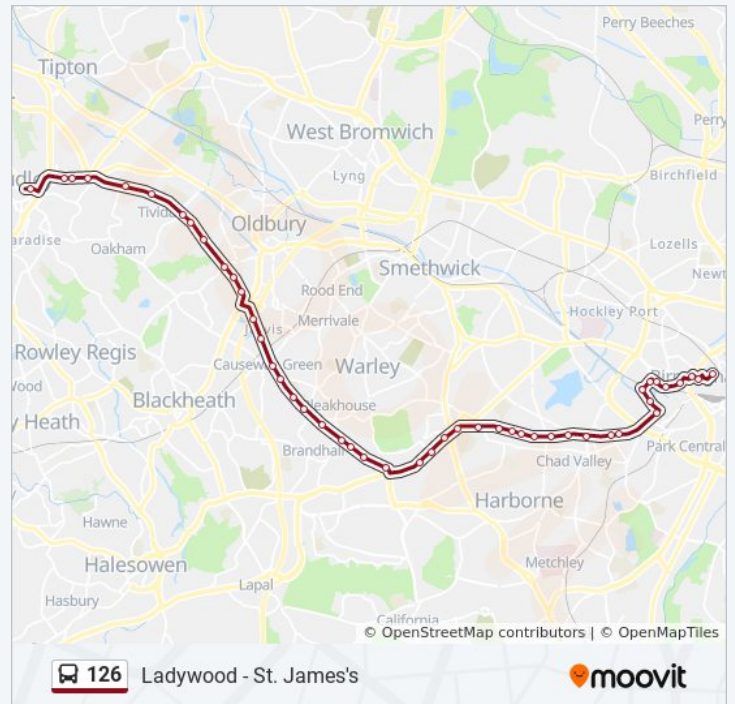 Perry Beeches
Tipton
West Bromwich
Perry
Lyng
Birchfield
Oldbury
Oakham
Lozells
Smethwick
Rood End
Hockley Port
Merrivale
Rowley Regis
Causeway Green
Warley
Blackheath
Brandhall
Park Central
Chad Valley
Harborne
Hawne
Metchley
Halesowen
Lapal
Hasbury
California
© OpenStreetMap contributors | © OpenMapTiles
126 Ladywood - St. James's
moovit